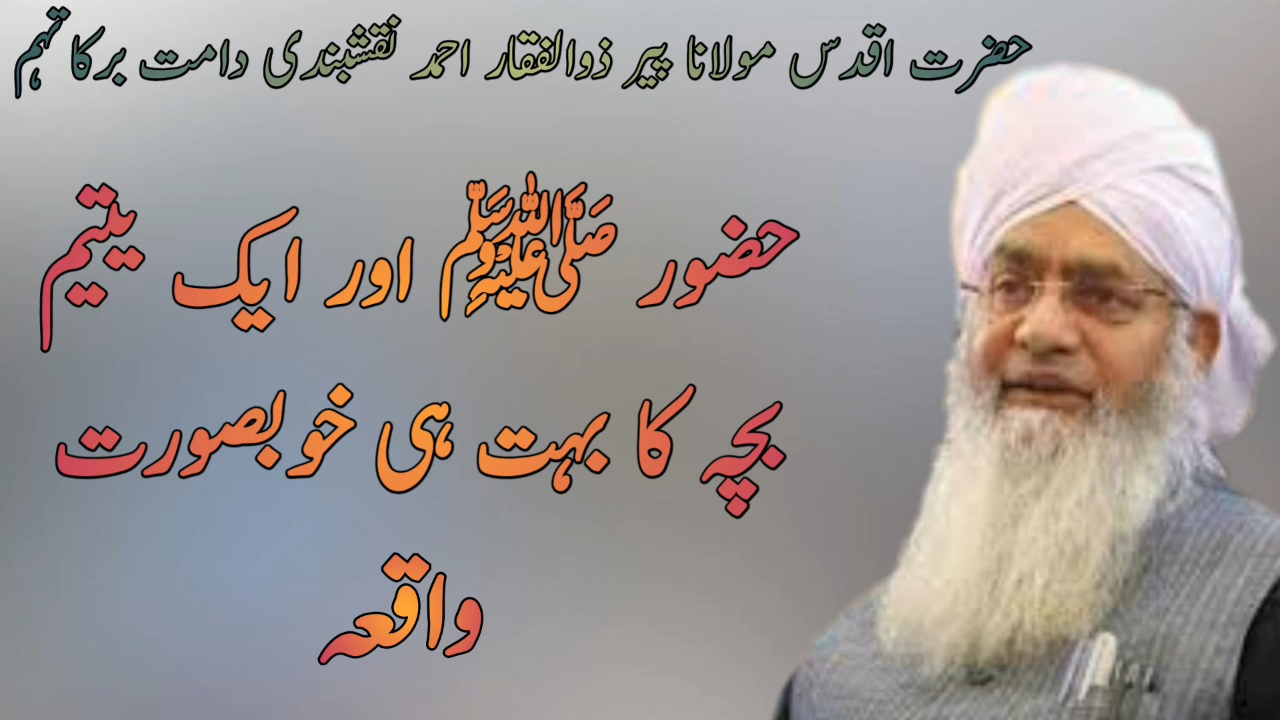 حضرت اقدس مولانا پیر ذوالفقار احمد نقشبندی دامت برکاتہم
حضور ﷺ اور ایک یتیم
بچہ کا بہت ہی خوبصورت
واقعہ